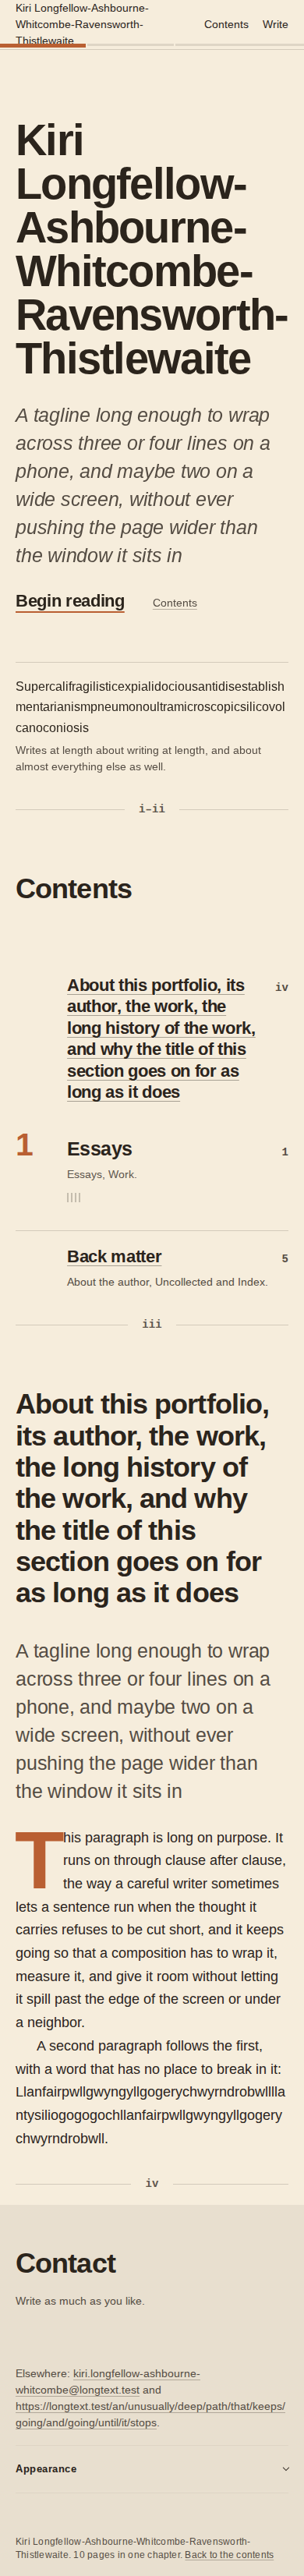 Kiri Longfellow-Ashbourne-
Whitcombe-Ravensworth-
Thistlewaite
Contents
Write
Kiri
Longfellow-
Ashbourne-
Whitcombe-
Ravensworth-
Thistlewaite
A tagline long enough to wrap
across three or four lines on a
phone, and maybe two on a
wide screen, without ever
pushing the page wider than
the window it sits in
Begin reading
Contents
Supercalifragilisticexpialidociousantidisestablish
mentarianismpneumonoultramicroscopicsilicovol
canoconiosis
Writes at length about writing at length, and about
almost everything else as well.
i–ii
Contents
About this portfolio, its
author, the work, the
long history of the work,
and why the title of this
section goes on for as
long as it does
iv
1
Essays
1
Essays, Work.
Back matter
5
About the author, Uncollected and Index.
iii
About this portfolio,
its author, the work,
the long history of
the work, and why
the title of this
section goes on for
as long as it does
A tagline long enough to wrap
across three or four lines on a
phone, and maybe two on a
wide screen, without ever
pushing the page wider than
the window it sits in
This paragraph is long on purpose. It
runs on through clause after clause,
the way a careful writer sometimes
lets a sentence run when the thought it
carries refuses to be cut short, and it keeps
going so that a composition has to wrap it,
measure it, and give it room without letting
it spill past the edge of the screen or under
a neighbor.
A second paragraph follows the first,
with a word that has no place to break in it:
Llanfairpwllgwyngyllgogerychwyrndrobwlllla
ntysiliogogogochllanfairpwllgwyngyllgogery
chwyrndrobwll.
iv
Contact
Write as much as you like.
Elsewhere: kiri.longfellow-ashbourne-
whitcombe@longtext.test and
https://longtext.test/an/unusually/deep/path/that/keeps/
going/and/going/until/it/stops.
Appearance
Kiri Longfellow-Ashbourne-Whitcombe-Ravensworth-
Thistlewaite. 10 pages in one chapter. Back to the contents